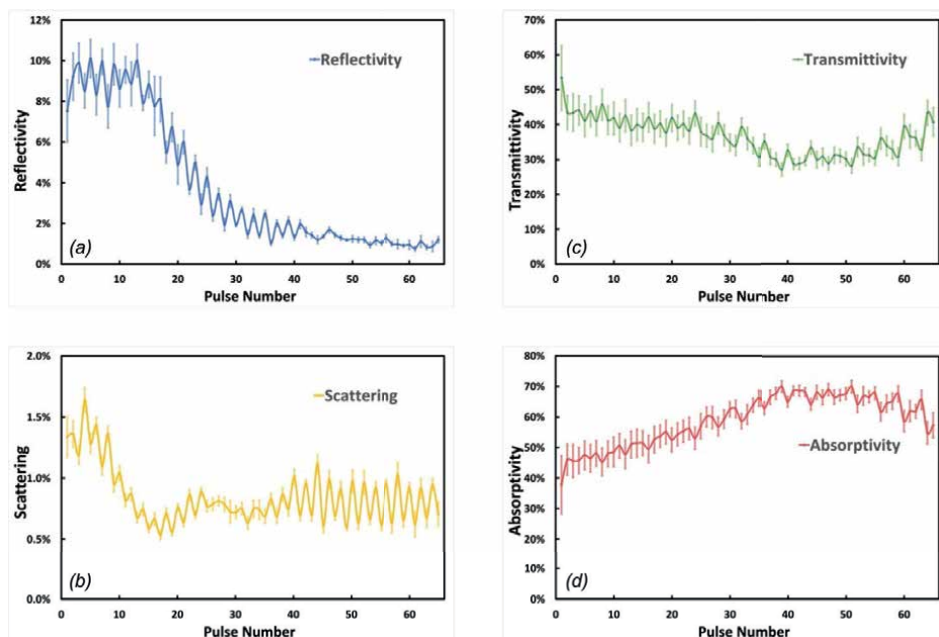 12%
10%
8%
6%
4%
2%
0%
Reflectivity
Reflectivity
(a)
0 10 20 30 40 50 60
Pulse Number
70%
60%
50%
40%
30%
20%
10%
0%
Transmittivity
Transmittivity
(c)
0 10 20 30 40 50 60
Pulse Number
2.0%
1.5%
1.0%
0.5%
0.0%
Scattering
Scattering
(b)
0 10 20 30 40 50 60
Pulse Number
80%
70%
60%
50%
40%
30%
20%
10%
0%
Absorptivity
Absorptivity
(d)
0 10 20 30 40 50 60
Pulse Number